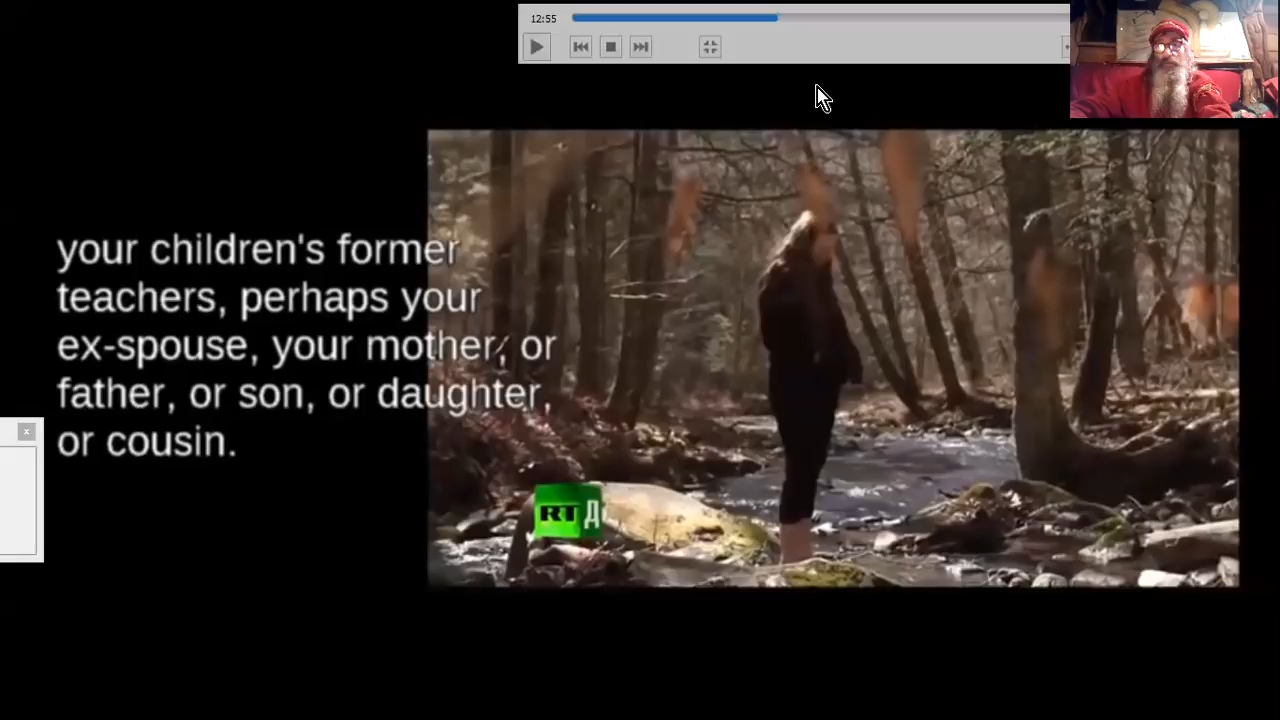 12:55
your children's former
teachers, perhaps your
ex-spouse, your mother, or
father, or son, or daughter,
or cousin.
RT Д